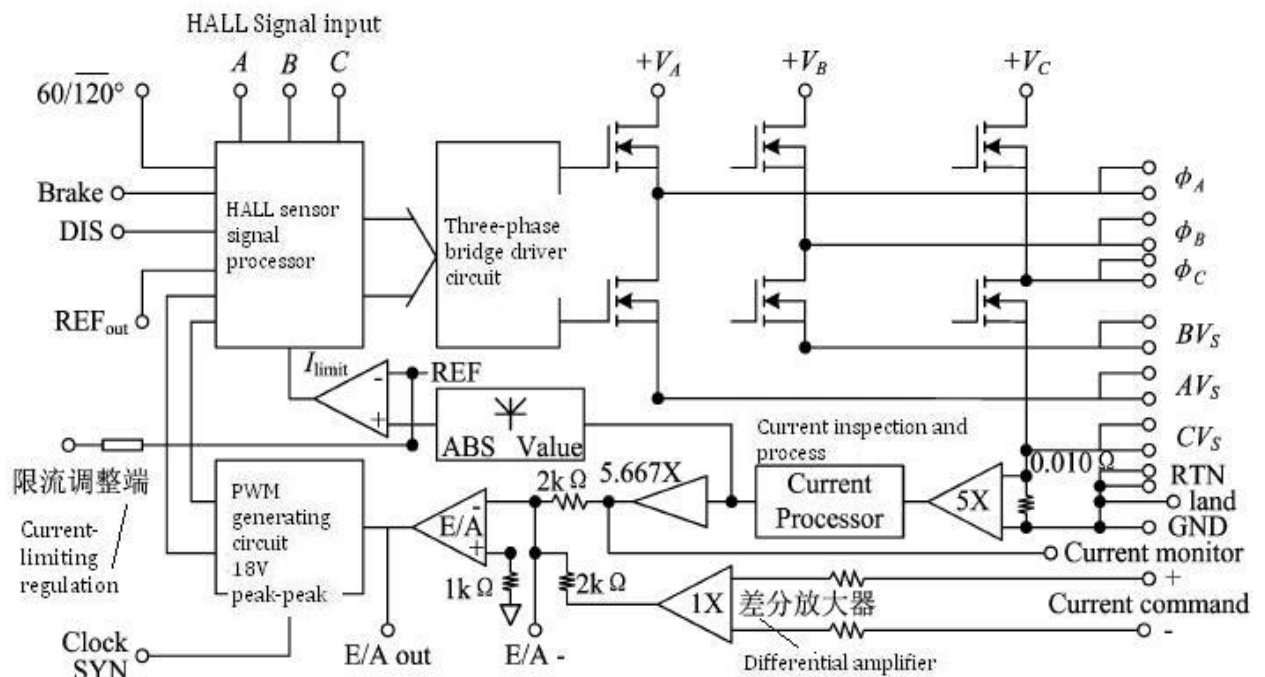 HALL Signal input
A B C
+V_A +V_B +V_C
60/1̅2̅0̅°
Brake
DIS
REF_out
HALL sensor
signal
processor
Three-phase
bridge driver
circuit
ϕ_A
ϕ_B
ϕ_C
BV_S
AV_S
CV_S
RTN
land
GND
I_limit
-
+
REF
ABS Value
Current inspection and
process
Current
Processor
5X
0.010 Ω
5.667X
2k Ω
限流调整端
Current-
limiting
regulation
PWM
generating
circuit
18V
peak-peak
-
E/A
+
1k Ω
2k Ω
1X
差分放大器
Differential amplifier
Current monitor
+
Current command
-
Clock
SYN
E/A out
E/A -